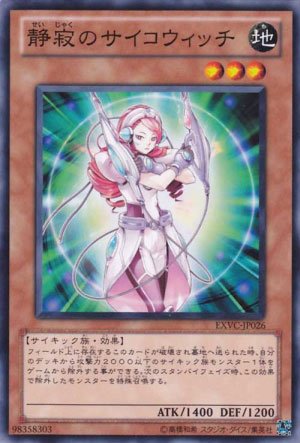 静寂のサイコウィッチ
せい じゃく
地
EXVC-JP026
【サイキック族・効果】
フィールド上に存在するこのカードが破壊され墓地へ送られた時、自分
のデッキから攻撃力2000以下のサイキック族モンスター1体を
ゲームから除外する事ができる。次のスタンバイフェイズ時、この効
果で除外したモンスターを特殊召喚する。
ATK/1400 DEF/1200
98358303
©高橋和希 スタジオ・ダイス/集英社